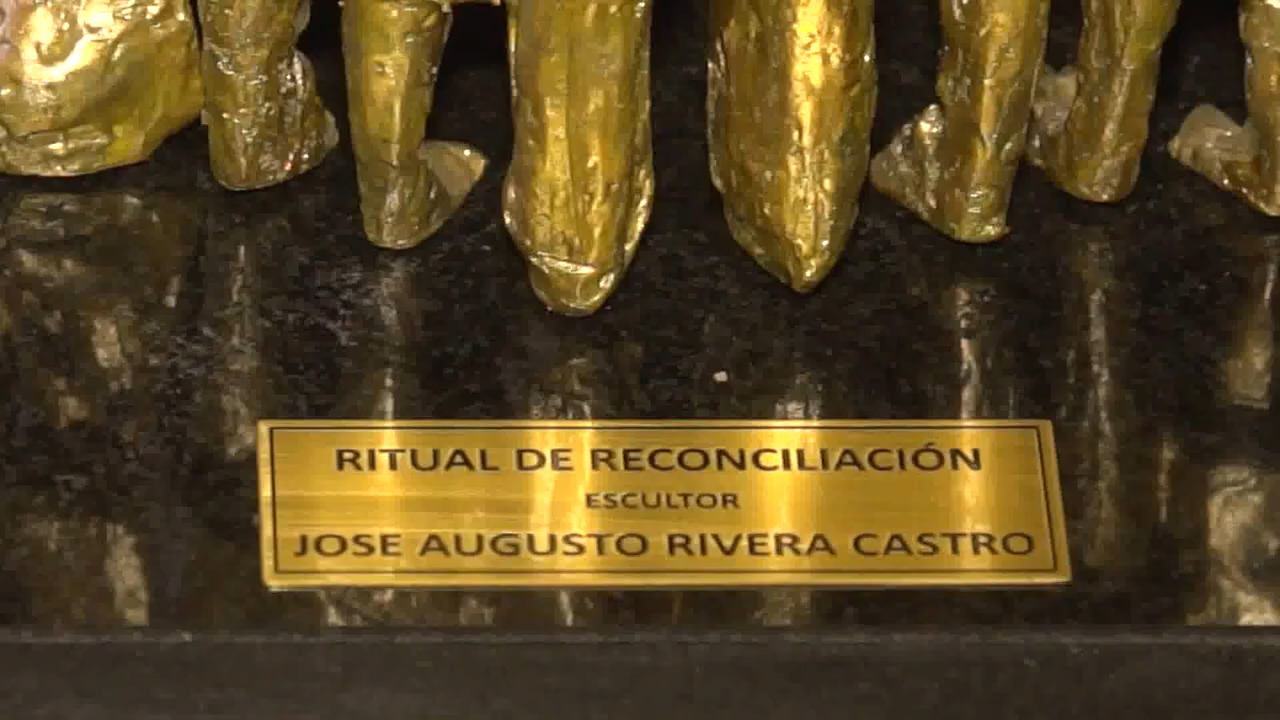 RITUAL DE RECONCILIACIÓN
ESCULTOR
JOSE AUGUSTO RIVERA CASTRO